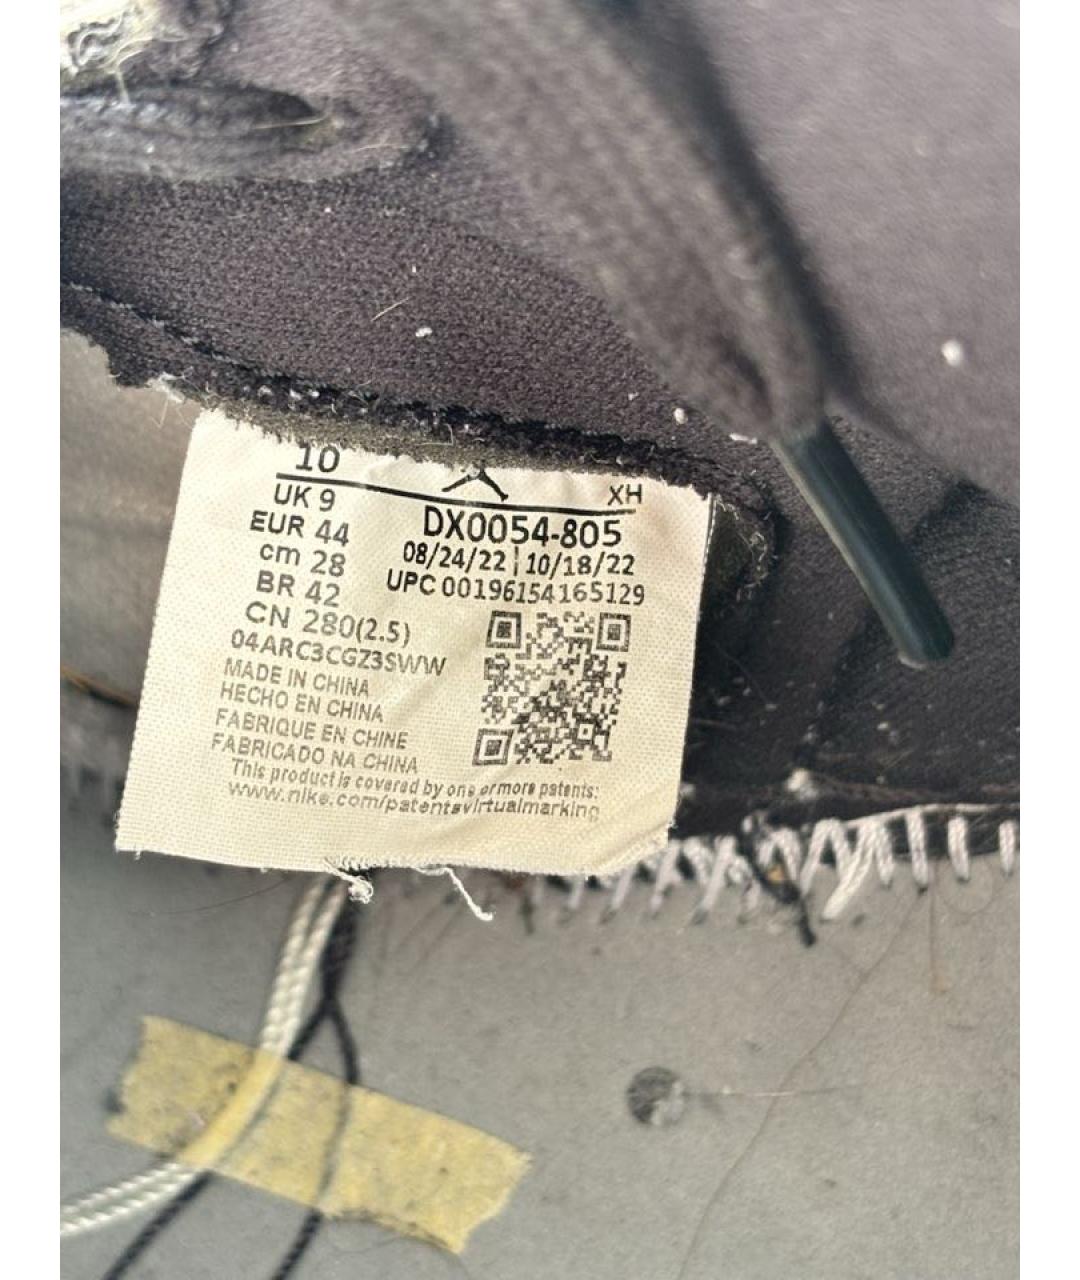 10
UK 9
EUR 44
cm 28
BR 42
CN 280(2.5)
04ARC3CGZ3SWW
MADE IN CHINA
HECHO EN CHINA
FABRIQUE EN CHINE
FABRICADO NA CHINA
This product is covered by one or more patents:
www.nike.com/patentsvirtualmarking
XH
DX0054-805
08/24/22 | 10/18/22
UPC 00196154165129